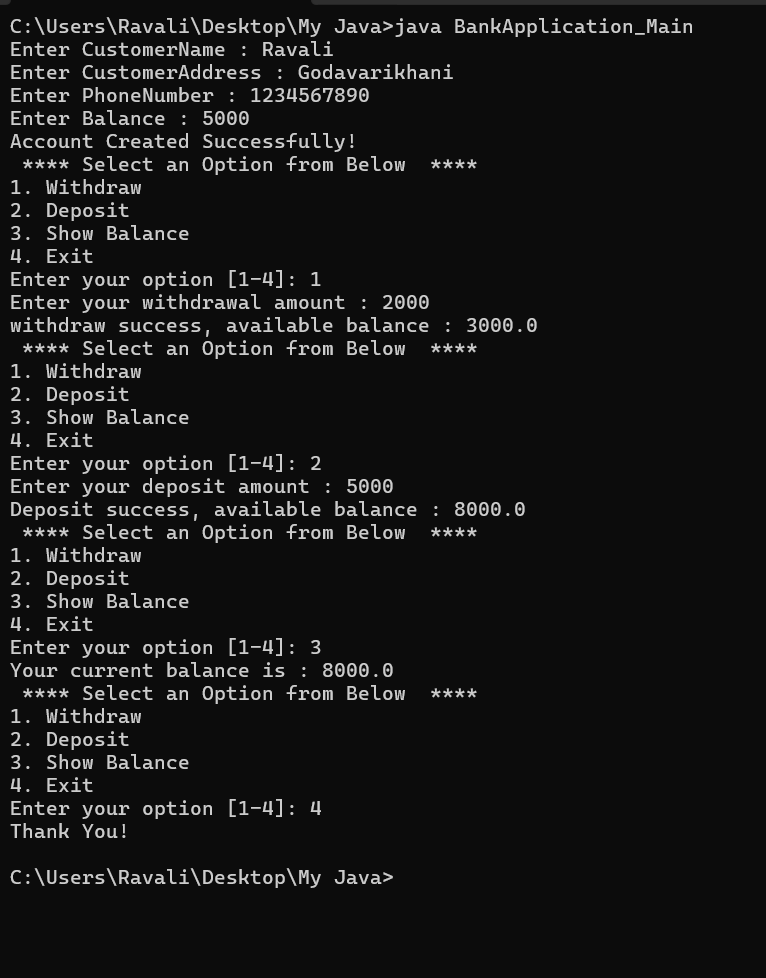 C:\Users\Ravali\Desktop\My Java>java BankApplication_Main
Enter CustomerName : Ravali
Enter CustomerAddress : Godavarikhani
Enter PhoneNumber : 1234567890
Enter Balance : 5000
Account Created Successfully!
 **** Select an Option from Below  ****
1. Withdraw
2. Deposit
3. Show Balance
4. Exit
Enter your option [1-4]: 1
Enter your withdrawal amount : 2000
withdraw success, available balance : 3000.0
 **** Select an Option from Below  ****
1. Withdraw
2. Deposit
3. Show Balance
4. Exit
Enter your option [1-4]: 2
Enter your deposit amount : 5000
Deposit success, available balance : 8000.0
 **** Select an Option from Below  ****
1. Withdraw
2. Deposit
3. Show Balance
4. Exit
Enter your option [1-4]: 3
Your current balance is : 8000.0
 **** Select an Option from Below  ****
1. Withdraw
2. Deposit
3. Show Balance
4. Exit
Enter your option [1-4]: 4
Thank You!
C:\Users\Ravali\Desktop\My Java>